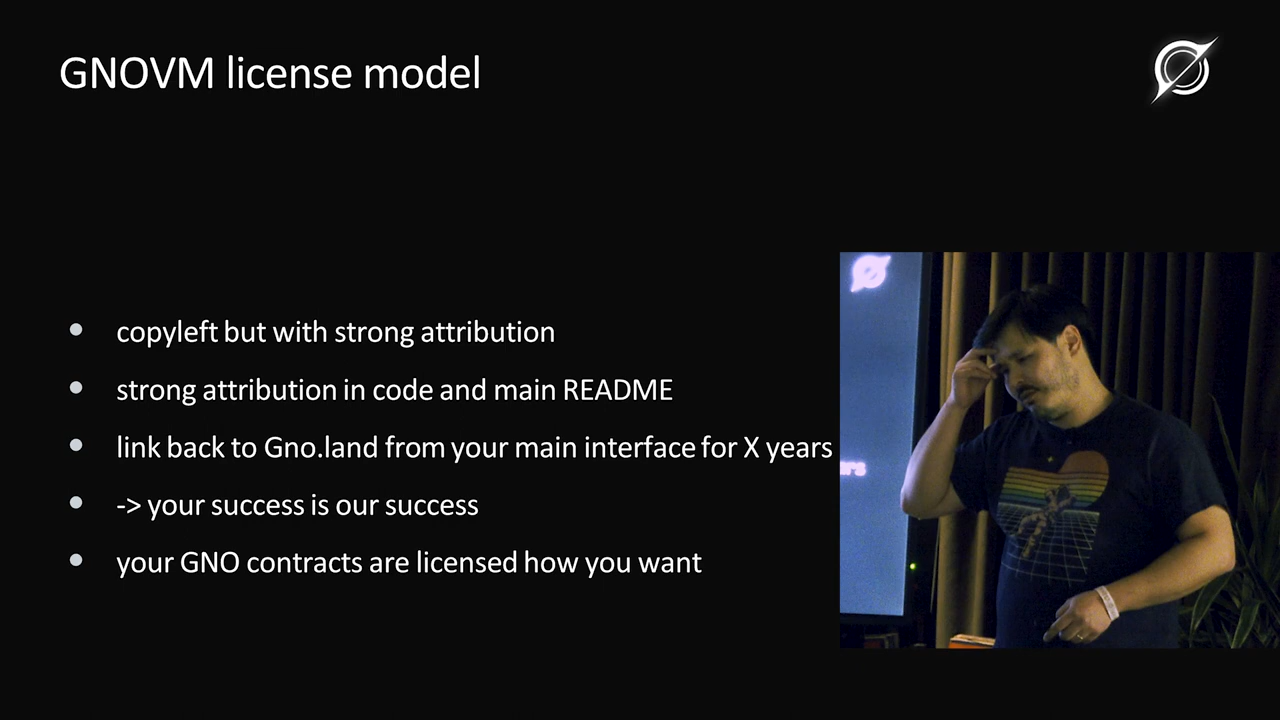 GNOVM license model
copyleft but with strong attribution
strong attribution in code and main README
link back to Gno.land from your main interface for X years
-> your success is our success
your GNO contracts are licensed how you want